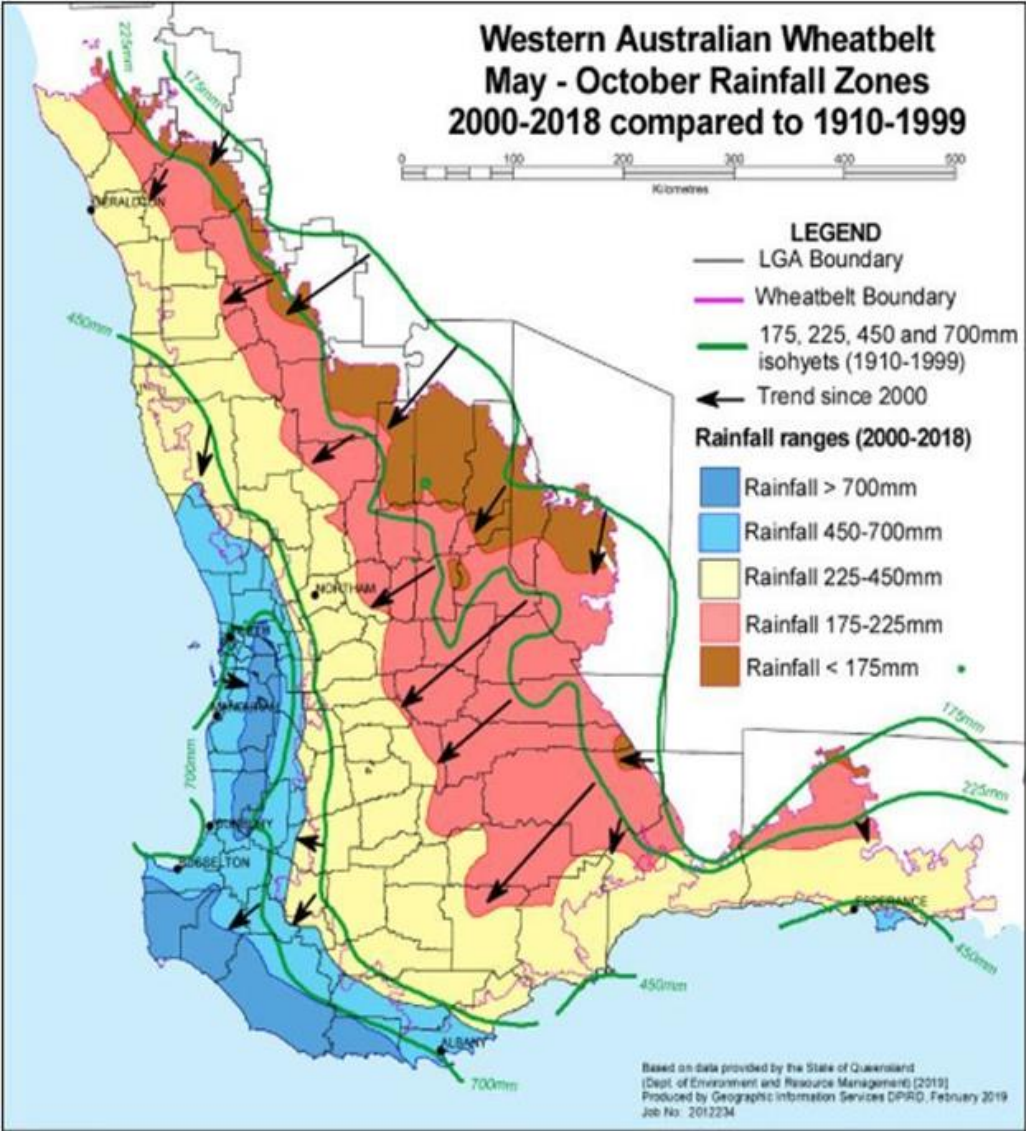 Western Australian Wheatbelt
May - October Rainfall Zones
2000-2018 compared to 1910-1999
0 100 200 300 400 500
Kilometres
LEGEND
LGA Boundary
Wheatbelt Boundary
175, 225, 450 and 700mm
isohyets (1910-1999)
Trend since 2000
Rainfall ranges (2000-2018)
Rainfall > 700mm
Rainfall 450-700mm
Rainfall 225-450mm
Rainfall 175-225mm
Rainfall < 175mm
225mm
175mm
GERALDTON
450mm
NORTHAM
PERTH
MANDURAH
700mm
BUNBURY
BUSSELTON
175mm
225mm
ESPERANCE
450mm
450mm
ALBANY
700mm
Based on data provided by the State of Queensland
(Dept. of Environment and Resource Management) [2019]
Produced by Geographic Information Services DPIRD, February 2019
Job No: 2012234